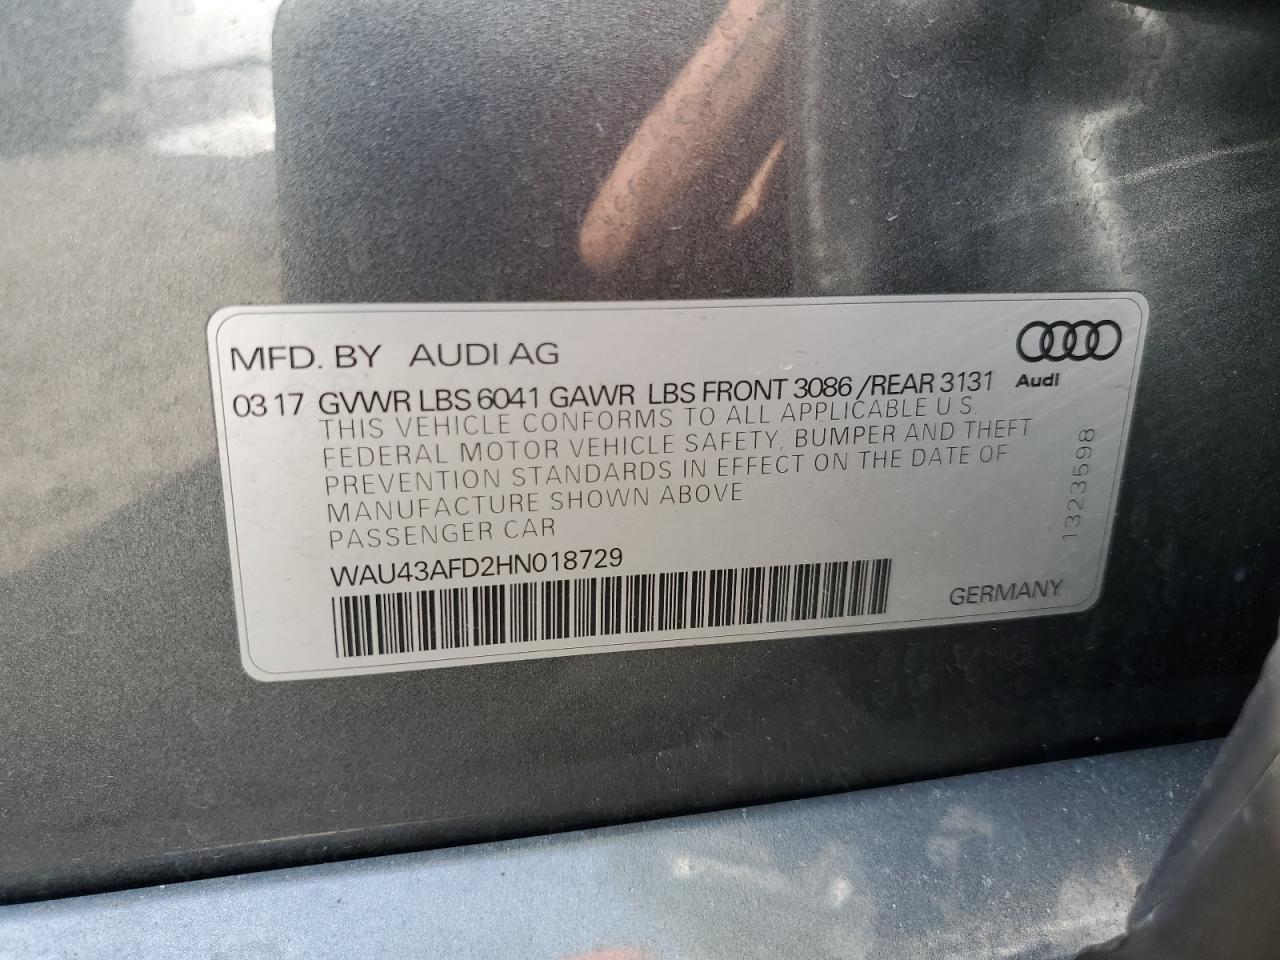 MFD. BY AUDI AG
Audi
03 17 GVWR LBS 6041 GAWR LBS FRONT 3086 /REAR 3131
THIS VEHICLE CONFORMS TO ALL APPLICABLE U.S.
FEDERAL MOTOR VEHICLE SAFETY, BUMPER AND THEFT
PREVENTION STANDARDS IN EFFECT ON THE DATE OF
MANUFACTURE SHOWN ABOVE
PASSENGER CAR
WAU43AFD2HN018729
GERMANY
1323598